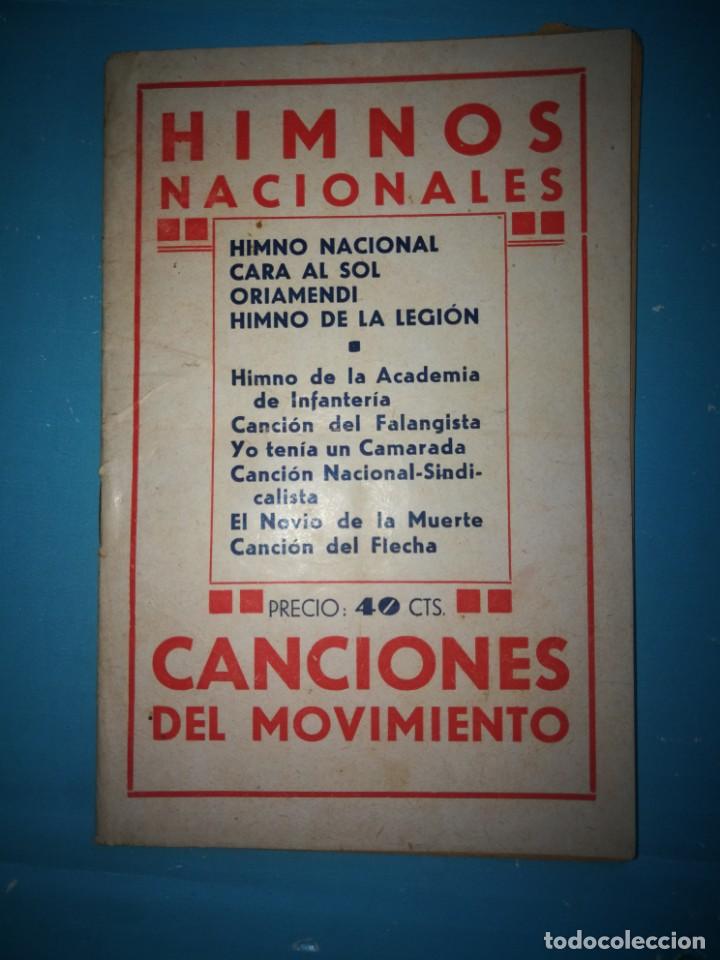 HIMNOS
NACIONALES
HIMNO NACIONAL
CARA AL SOL
ORIAMENDI
HIMNO DE LA LEGIÓN
Himno de la Academia
de Infantería
Canción del Falangista
Yo tenía un Camarada
Canción Nacional-Sindi-
calista
El Novio de la Muerte
Canción del Flecha
PRECIO: 40 CTS.
CANCIONES
DEL MOVIMIENTO
todocoleccion